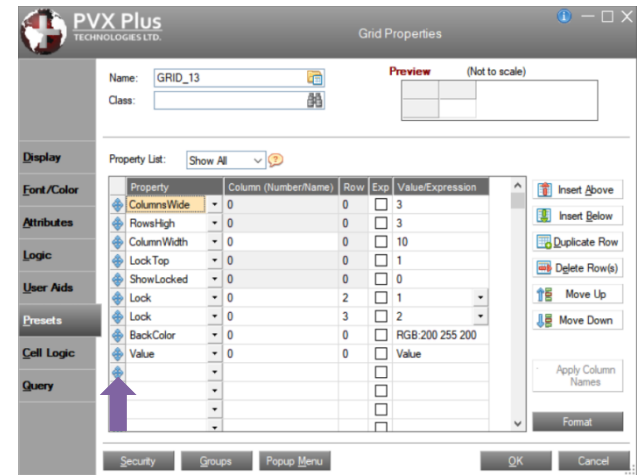 PVX Plus
TECHNOLOGIES LTD.
Grid Properties
Name: GRID_13
Class:
Preview (Not to scale)
Display
Font/Color
Attributes
Logic
User Aids
Presets
Cell Logic
Query
Property List: Show All
Property Column (Number/Name) Row Exp Value/Expression
ColumnsWide 0 0 3
RowsHigh 0 0 3
ColumnWidth 0 0 10
LockTop 0 0 1
ShowLocked 0 0 0
Lock 0 2 1
Lock 0 3 2
BackColor 0 0 RGB:200 255 200
Value 0 0 Value
Insert Above
Insert Below
Duplicate Row
Delete Row(s)
Move Up
Move Down
Apply Column
Names
Format
Security Groups Popup Menu OK Cancel